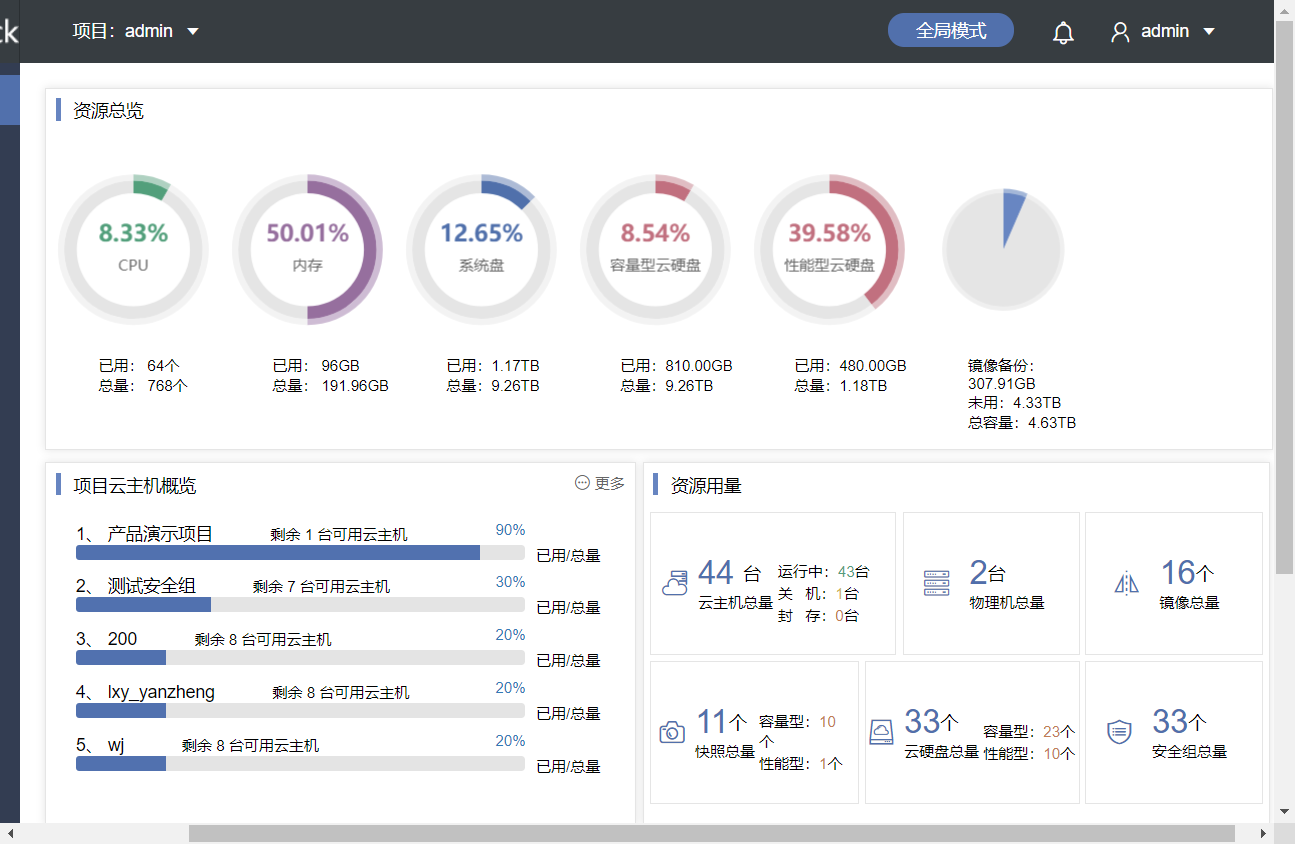 ck
项目：admin
全局模式
admin
资源总览
8.33%
CPU
50.01%
内存
12.65%
系统盘
8.54%
容量型云硬盘
39.58%
性能型云硬盘
已用： 64个
总量： 768个
已用： 96GB
总量： 191.96GB
已用：1.17TB
总量：9.26TB
已用：810.00GB
总量：9.26TB
已用：480.00GB
总量：1.18TB
镜像备份：
307.91GB
未用：4.33TB
总容量：4.63TB
项目云主机概览
更多
1、 产品演示项目 剩余 1 台可用云主机 90%
已用/总量
2、 测试安全组 剩余 7 台可用云主机 30%
已用/总量
3、 200 剩余 8 台可用云主机 20%
已用/总量
4、 lxy_yanzheng 剩余 8 台可用云主机 20%
已用/总量
5、 wj 剩余 8 台可用云主机 20%
已用/总量
资源用量
44 台
云主机总量
运行中：43台
关 机：1台
封 存：0台
2台
物理机总量
16个
镜像总量
11个
快照总量
容量型：10
个
性能型：1个
33个
云硬盘总量
容量型：23个
性能型：10个
33个
安全组总量